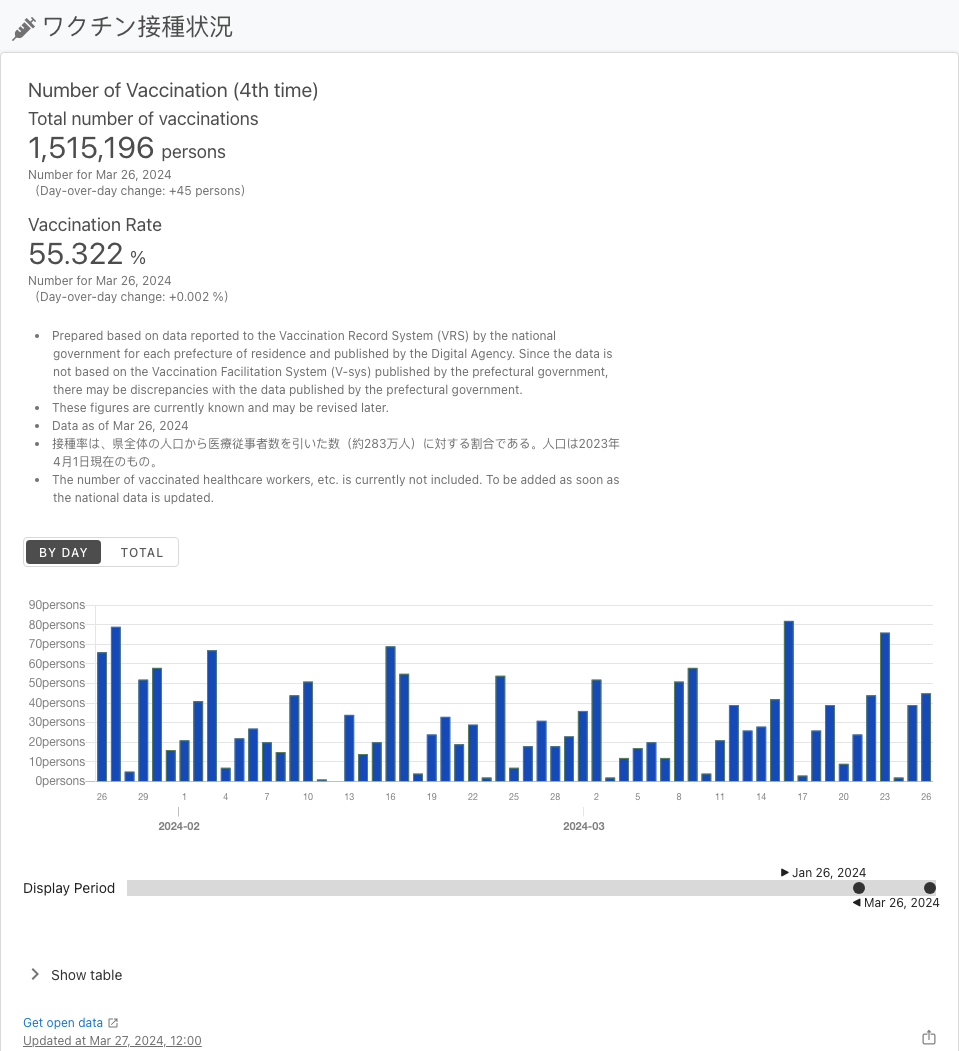 ワクチン接種状況
Number of Vaccination (4th time)
Total number of vaccinations
1,515,196 persons
Number for Mar 26, 2024
(Day-over-day change: +45 persons)
Vaccination Rate
55.322 %
Number for Mar 26, 2024
(Day-over-day change: +0.002 %)
• Prepared based on data reported to the Vaccination Record System (VRS) by the national
government for each prefecture of residence and published by the Digital Agency. Since the data is
not based on the Vaccination Facilitation System (V-sys) published by the prefectural government,
there may be discrepancies with the data published by the prefectural government.
• These figures are currently known and may be revised later.
• Data as of Mar 26, 2024
• 接種率は、県全体の人口から医療従事者数を引いた数（約283万人）に対する割合である。人口は2023年
4月1日現在のもの。
• The number of vaccinated healthcare workers, etc. is currently not included. To be added as soon as
the national data is updated.
BY DAY TOTAL
90persons
80persons
70persons
60persons
50persons
40persons
30persons
20persons
10persons
0persons
26 29 1 4 7 10 13 16 19 22 25 28 2 5 8 11 14 17 20 23 26
2024-02 2024-03
Jan 26, 2024
Display Period
Mar 26, 2024
Show table
Get open data
Updated at Mar 27, 2024, 12:00